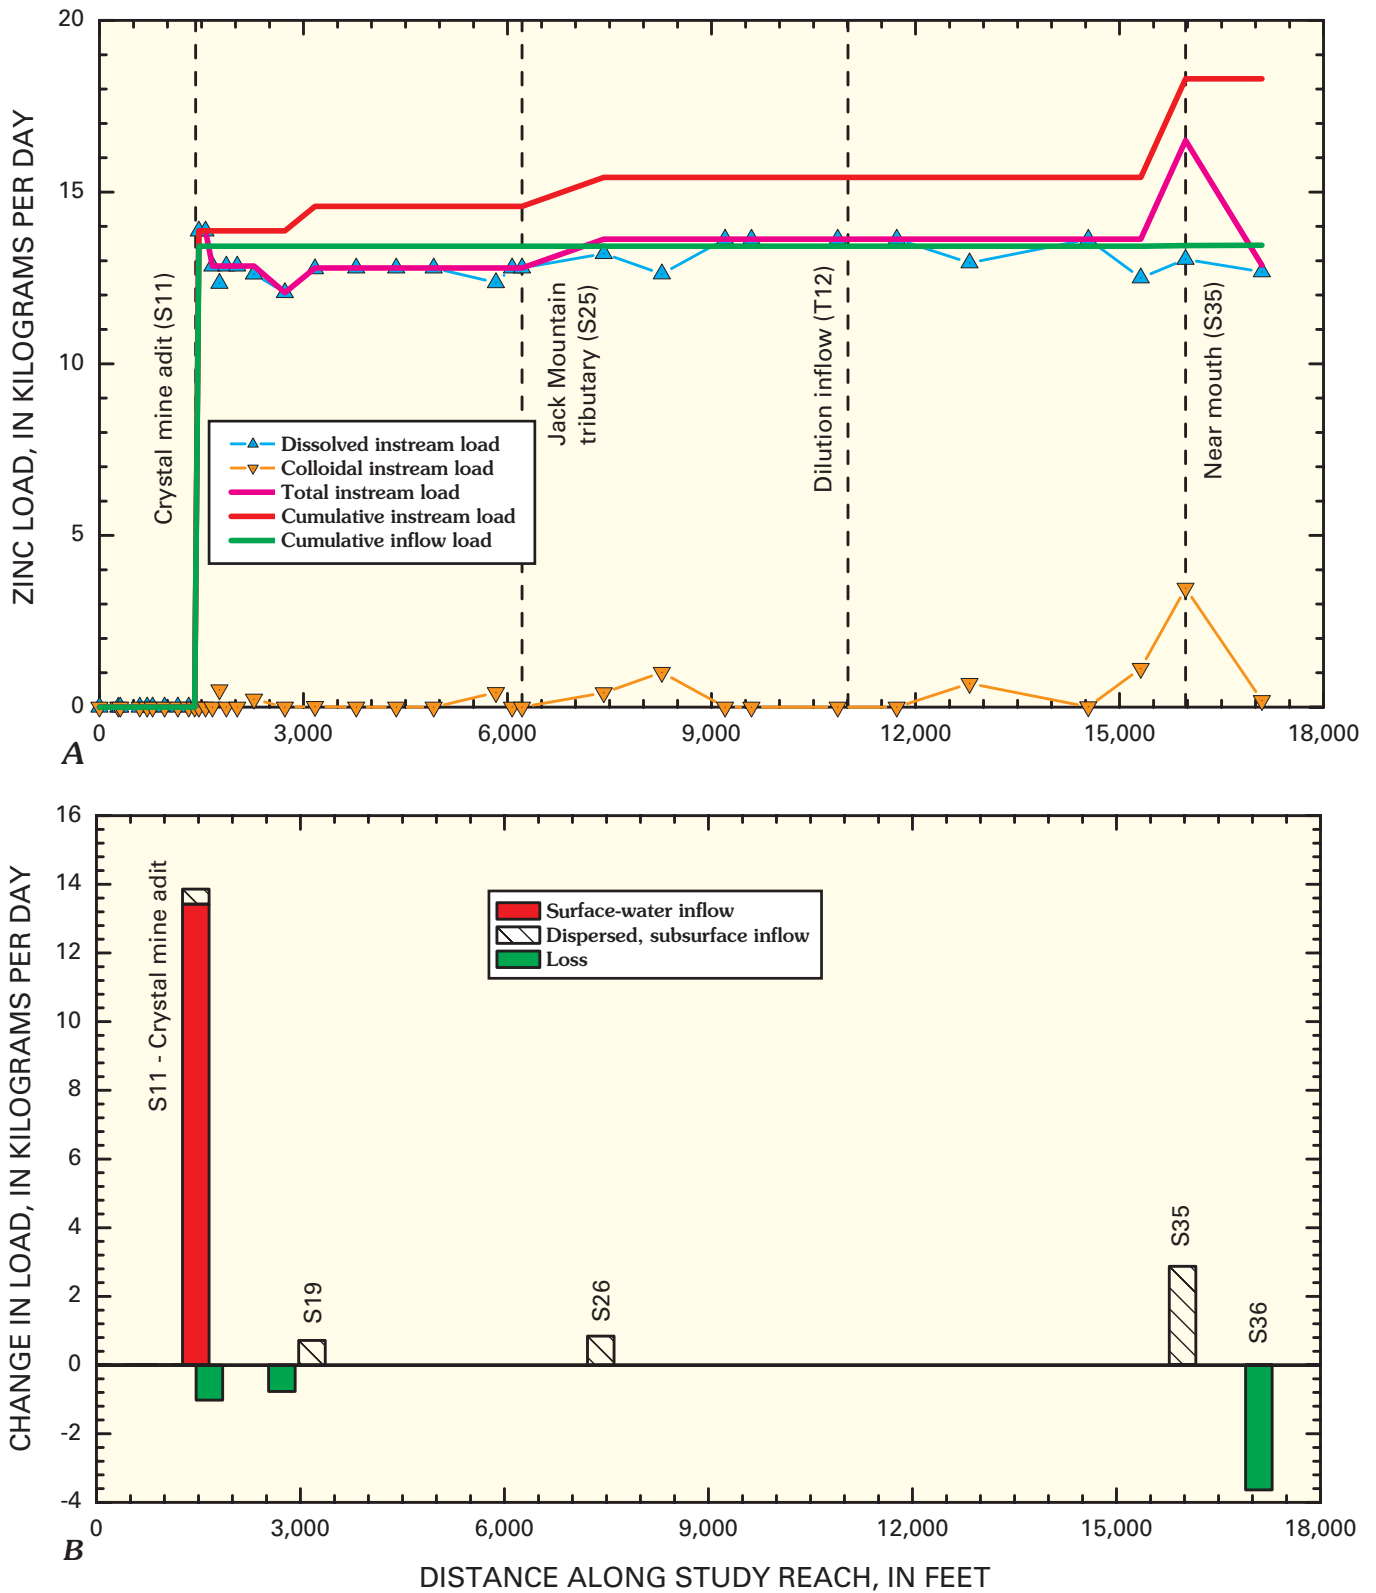 20
15
10
5
0
ZINC LOAD, IN KILOGRAMS PER DAY
Crystal mine adit (S11)
Jack Mountain
tributary (S25)
Dilution inflow (T12)
Near mouth (S35)
Dissolved instream load
Colloidal instream load
Total instream load
Cumulative instream load
Cumulative inflow load
0 3,000 6,000 9,000 12,000 15,000 18,000
A
16
14
12
10
8
6
4
2
0
-2
-4
CHANGE IN LOAD, IN KILOGRAMS PER DAY
S11 - Crystal mine adit
Surface-water inflow
Dispersed, subsurface inflow
Loss
S19
S26
S35
S36
0 3,000 6,000 9,000 12,000 15,000 18,000
B
DISTANCE ALONG STUDY REACH, IN FEET